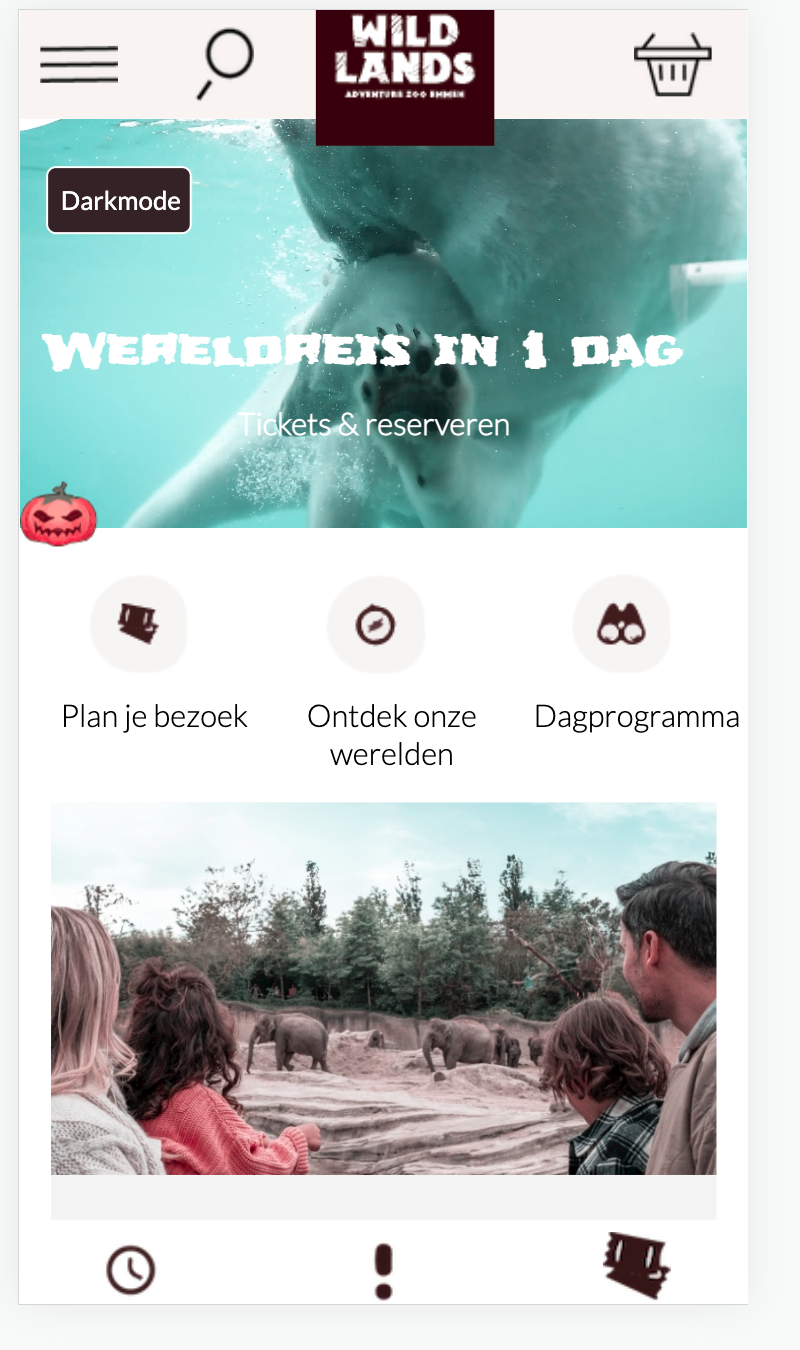 WILD
LANDS
ADVENTURE ZOO EMMEN
Darkmode
WERELDREIS IN 1 DAG
Tickets & reserveren
Plan je bezoek
Ontdek onze
werelden
Dagprogramma